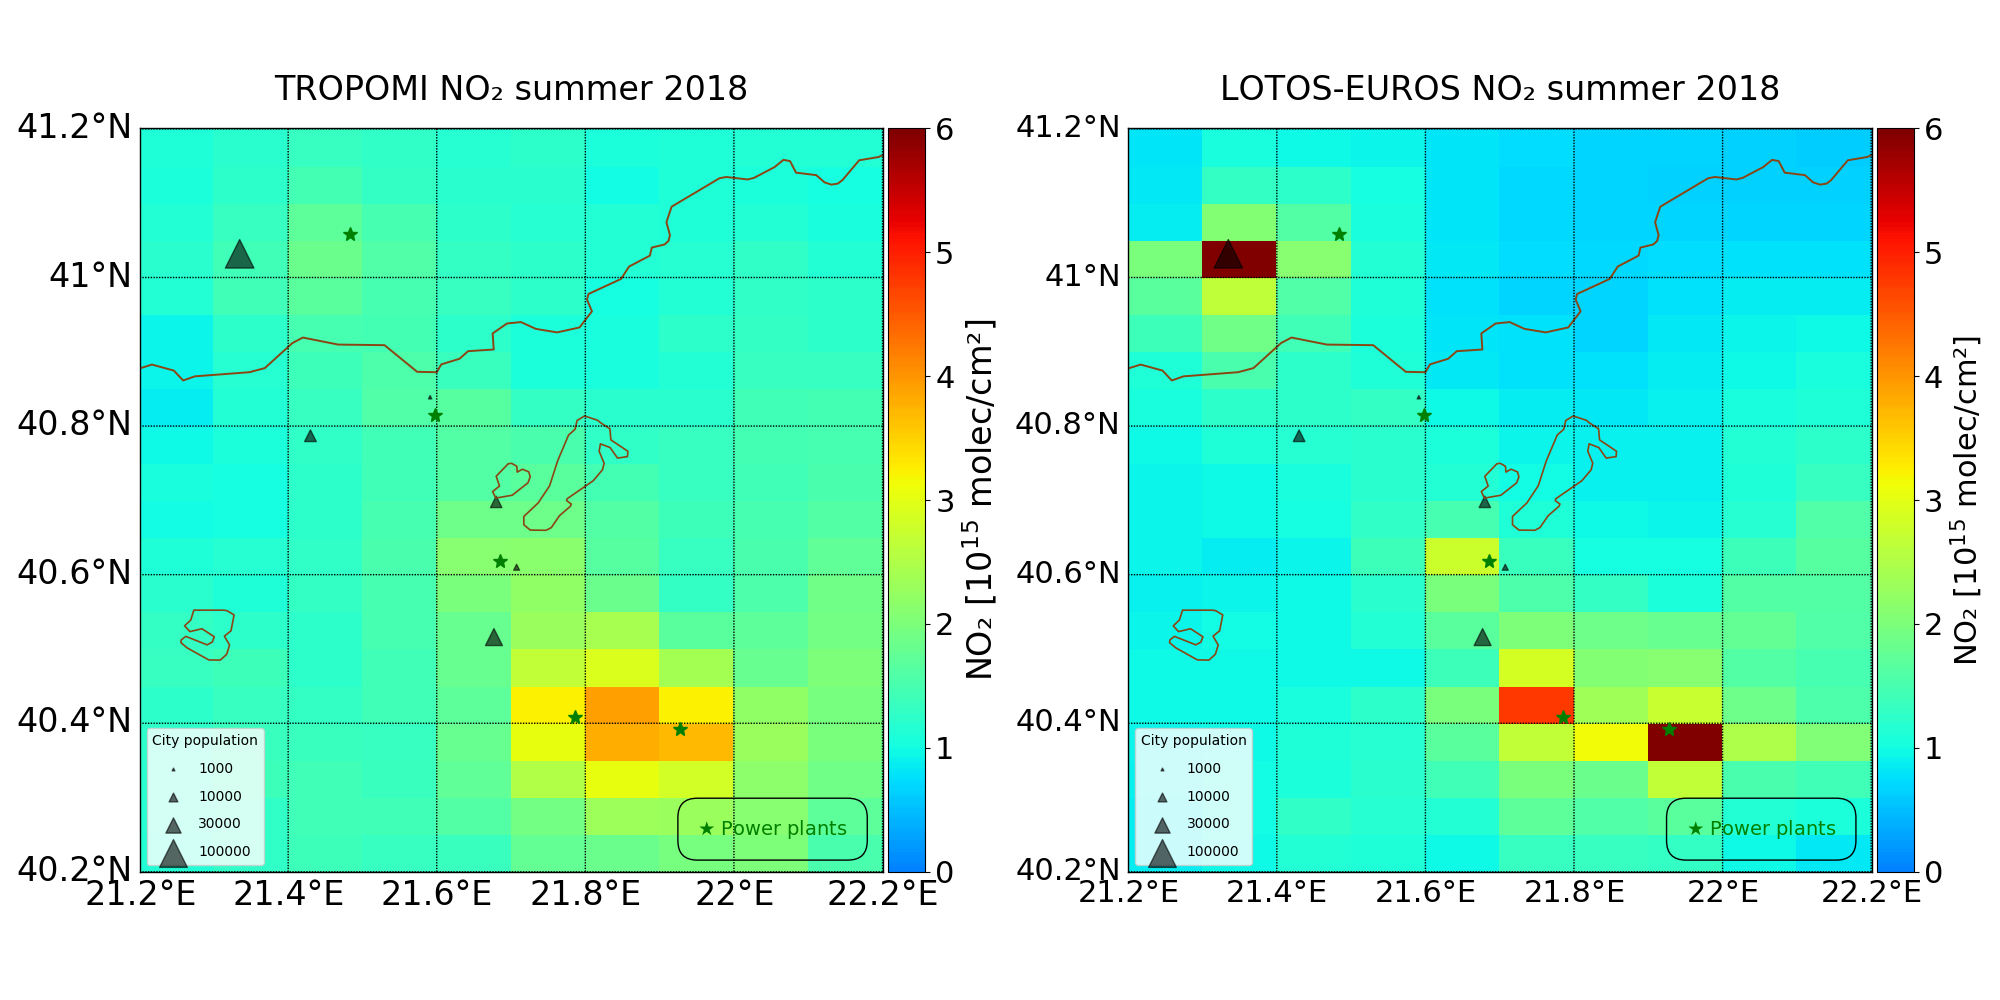 TROPOMI NO₂ summer 2018
41.2°N
41°N
40.8°N
40.6°N
40.4°N
40.2°N
21.2°E 21.4°E 21.6°E 21.8°E 22°E 22.2°E
City population
1000
10000
30000
100000
Power plants
6
5
4
3
2
1
0
NO₂ [10¹⁵ molec/cm²]
LOTOS-EUROS NO₂ summer 2018
41.2°N
41°N
40.8°N
40.6°N
40.4°N
40.2°N
21.2°E 21.4°E 21.6°E 21.8°E 22°E 22.2°E
City population
1000
10000
30000
100000
Power plants
6
5
4
3
2
1
0
NO₂ [10¹⁵ molec/cm²]